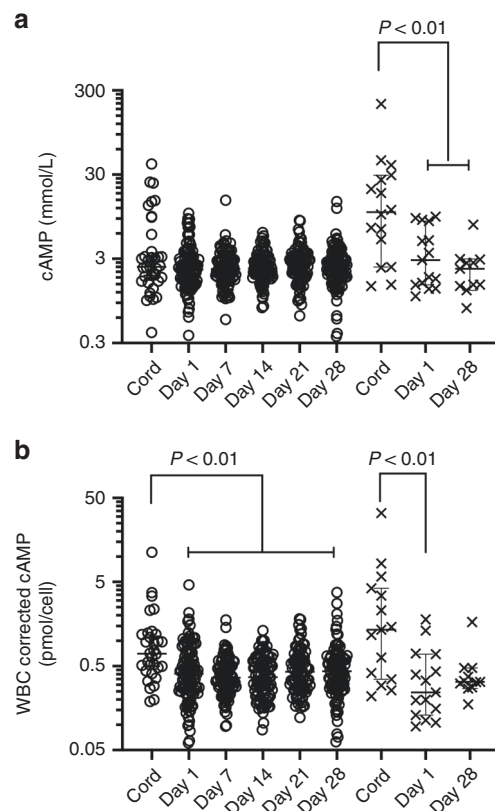 a
P < 0.01
300
30
3
0.3
cAMP (mmol/L)
Cord
Day 1
Day 7
Day 14
Day 21
Day 28
Cord
Day 1
Day 28
b
P < 0.01
P < 0.01
50
5
0.5
0.05
WBC corrected cAMP
(pmol/cell)
Cord
Day 1
Day 7
Day 14
Day 21
Day 28
Cord
Day 1
Day 28